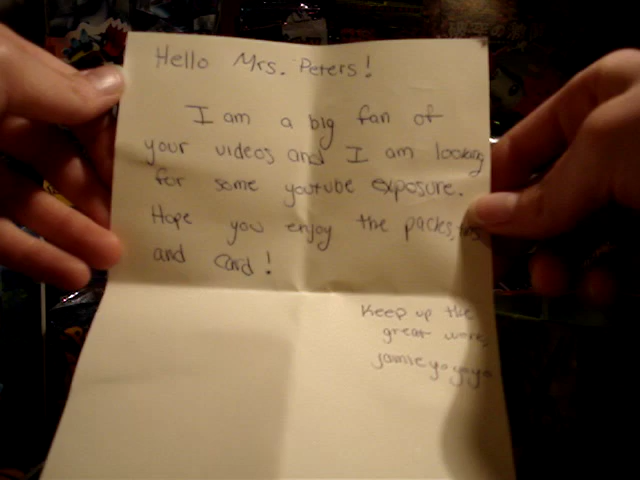 Hello Mrs. Peters!
I am a big fan of
your videos and I am looking
for some youtube exposure.
Hope you enjoy the packs,
and card!
Keep up the
great work,
jamieyoyoyo